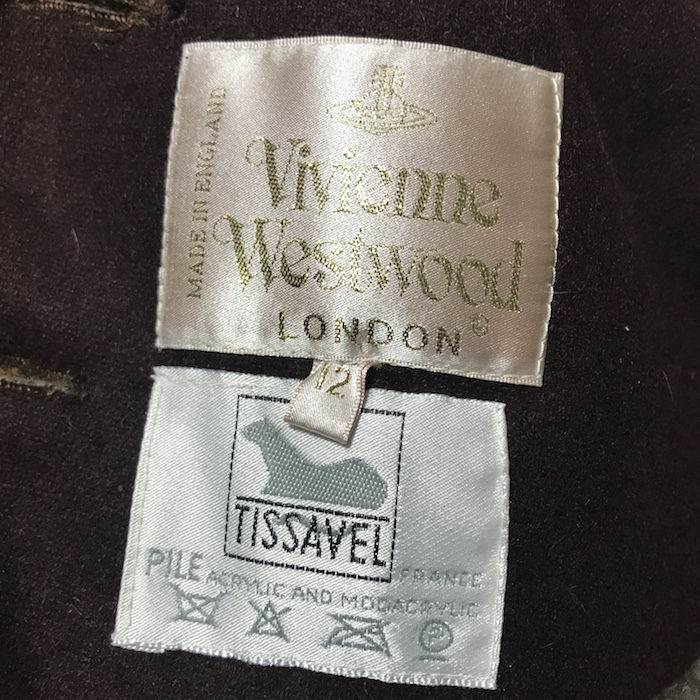 MADE IN ENGLAND
Vivienne
Westwood
LONDON ©
12
TISSAVEL
PILE
FRANCE
ACRYLIC AND MODACRYLIC
P